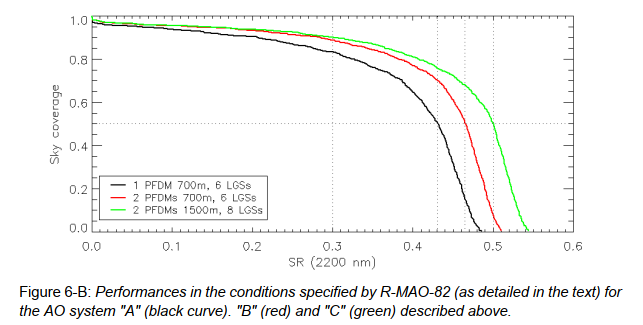 1.0
0.8
0.6
0.4
0.2
0.0
Sky coverage
1 PFDM 700m, 6 LGSs
2 PFDMs 700m, 6 LGSs
2 PFDMs 1500m, 8 LGSs
0.0 0.1 0.2 0.3 0.4 0.5 0.6
SR (2200 nm)
Figure 6-B: Performances in the conditions specified by R-MAO-82 (as detailed in the text) for
the AO system "A" (black curve). "B" (red) and "C" (green) described above.